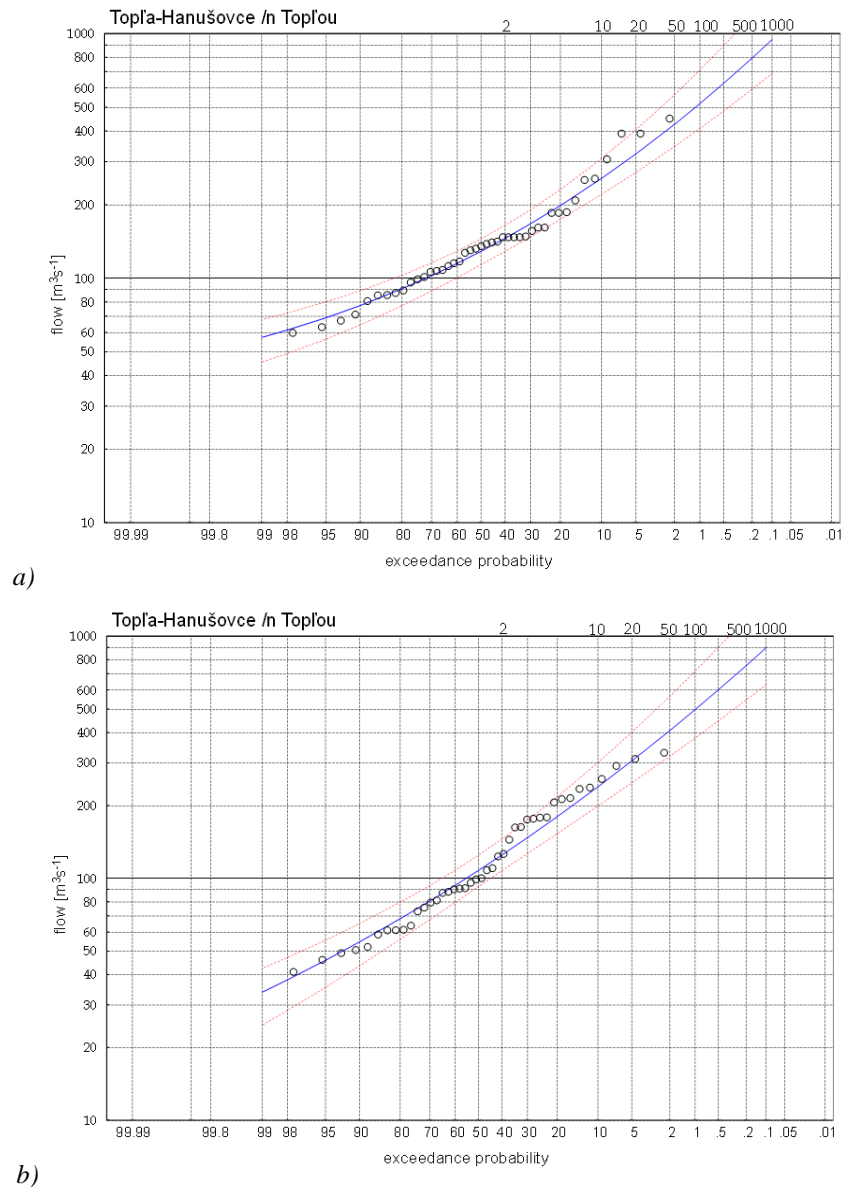 Topľa-Hanušovce /n Topľou
2 10 20 50 100 500 1000
1000
800
600
500
400
300
200
100
80
60
50
40
30
20
10
flow [m³s⁻¹]
99.99 99.8 99 98 95 90 80 70 60 50 40 30 20 10 5 2 1 .5 .2 .1 .05 .01
exceedance probability
a)
Topľa-Hanušovce /n Topľou
2 10 20 50 100 500 1000
1000
800
600
500
400
300
200
100
80
60
50
40
30
20
10
flow [m³s⁻¹]
99.99 99.8 99 98 95 90 80 70 60 50 40 30 20 10 5 2 1 .5 .2 .1 .05 .01
exceedance probability
b)